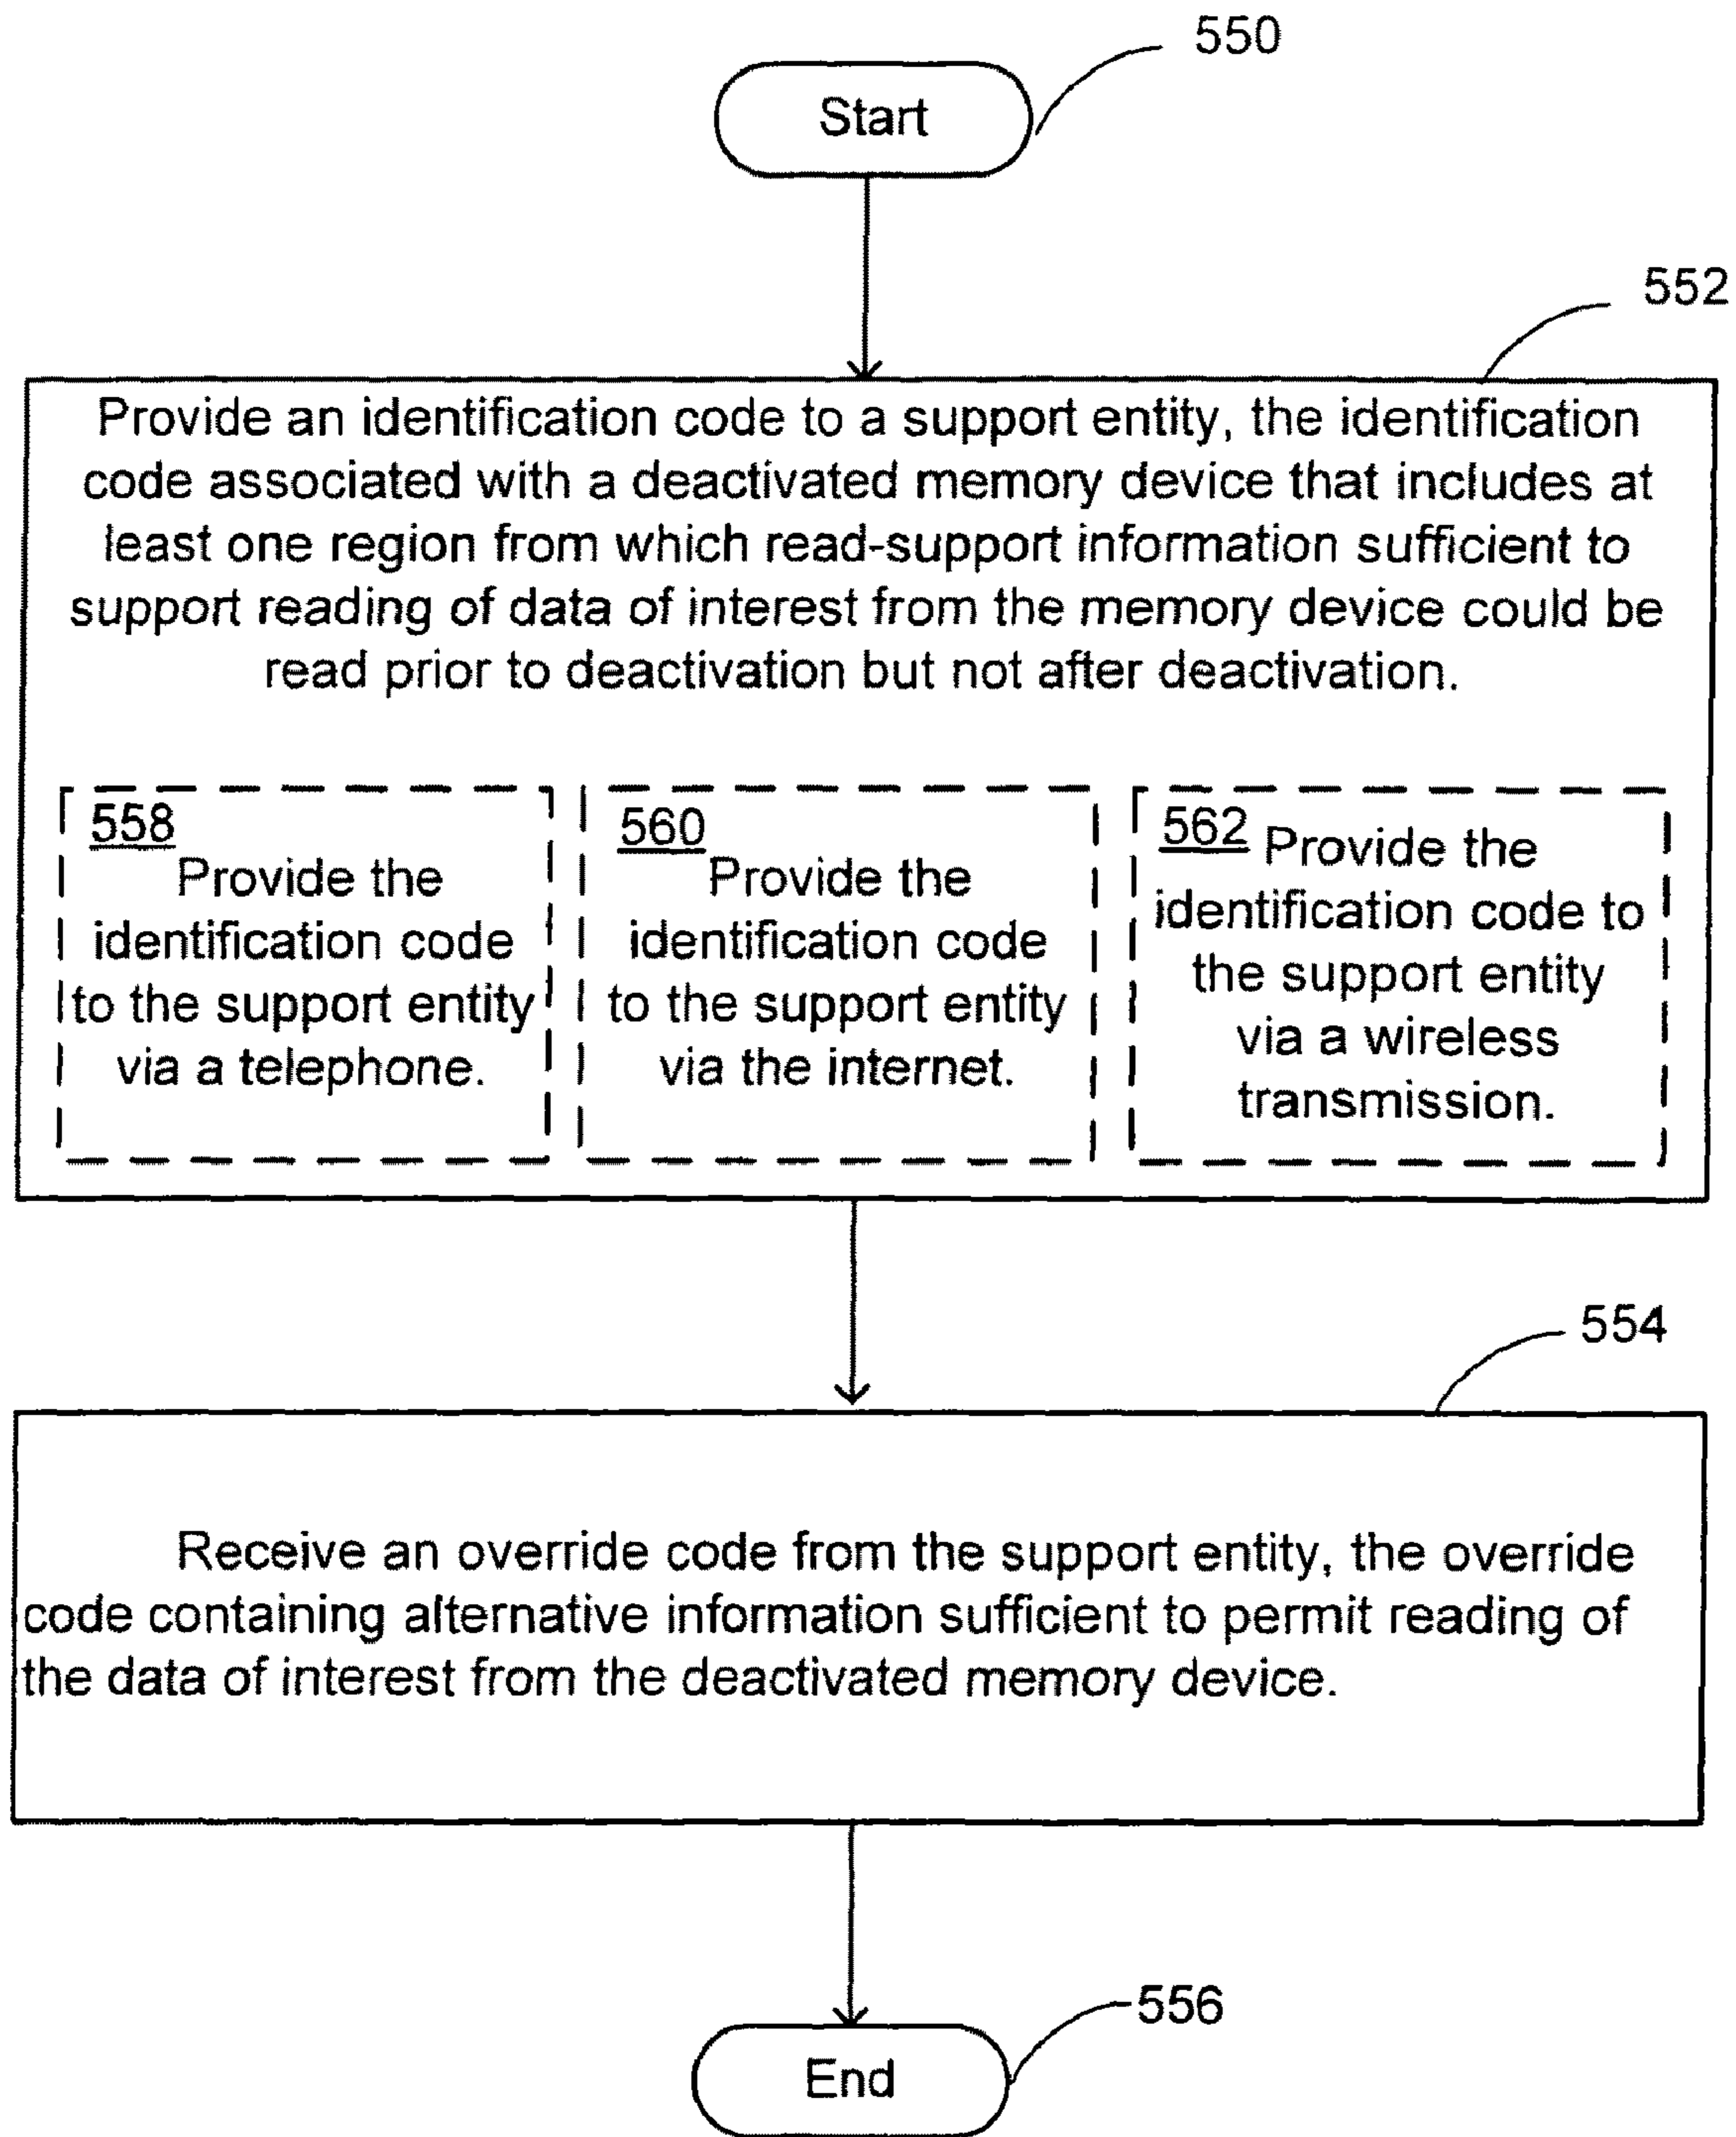 550
Start
552
Provide an identification code to a support entity, the identification
code associated with a deactivated memory device that includes at
least one region from which read-support information sufficient to
support reading of data of interest from the memory device could be
read prior to deactivation but not after deactivation.
558
Provide the
identification code
to the support entity
via a telephone.
560
Provide the
identification code
to the support entity
via the internet.
562 Provide the
identification code to
the support entity
via a wireless
transmission.
554
Receive an override code from the support entity, the override
code containing alternative information sufficient to permit reading of
the data of interest from the deactivated memory device.
556
End